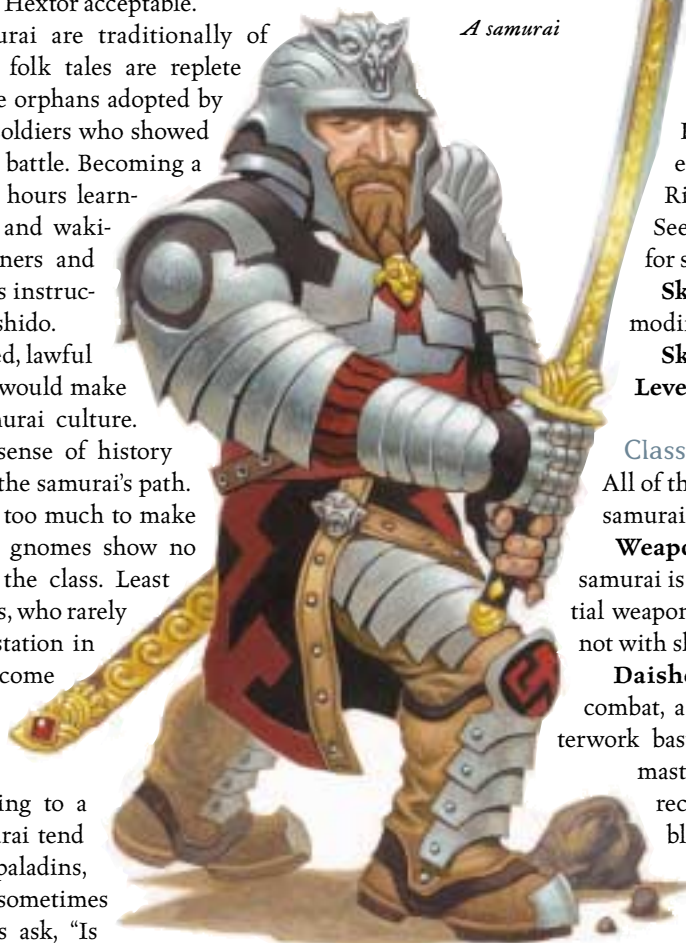 Hextor acceptable.
urai are traditionally of
folk tales are replete
e orphans adopted by
oldiers who showed
battle. Becoming a
hours learn-
and waki-
ners and
s instruc-
shido.
ed, lawful
would make
murai culture.
sense of history
the samurai's path.
too much to make
gnomes show no
the class. Least
s, who rarely
station in
come
ing to a
rai tend
paladins,
sometimes
s ask, “Is
A samurai
e
Ri
See
for s
Sk
modi
Sk
Leve
Class
All of th
samurai
Weapo
samurai is
tial weapon
not with sh
Daish
combat, a
terwork bas
mast
rec
bl